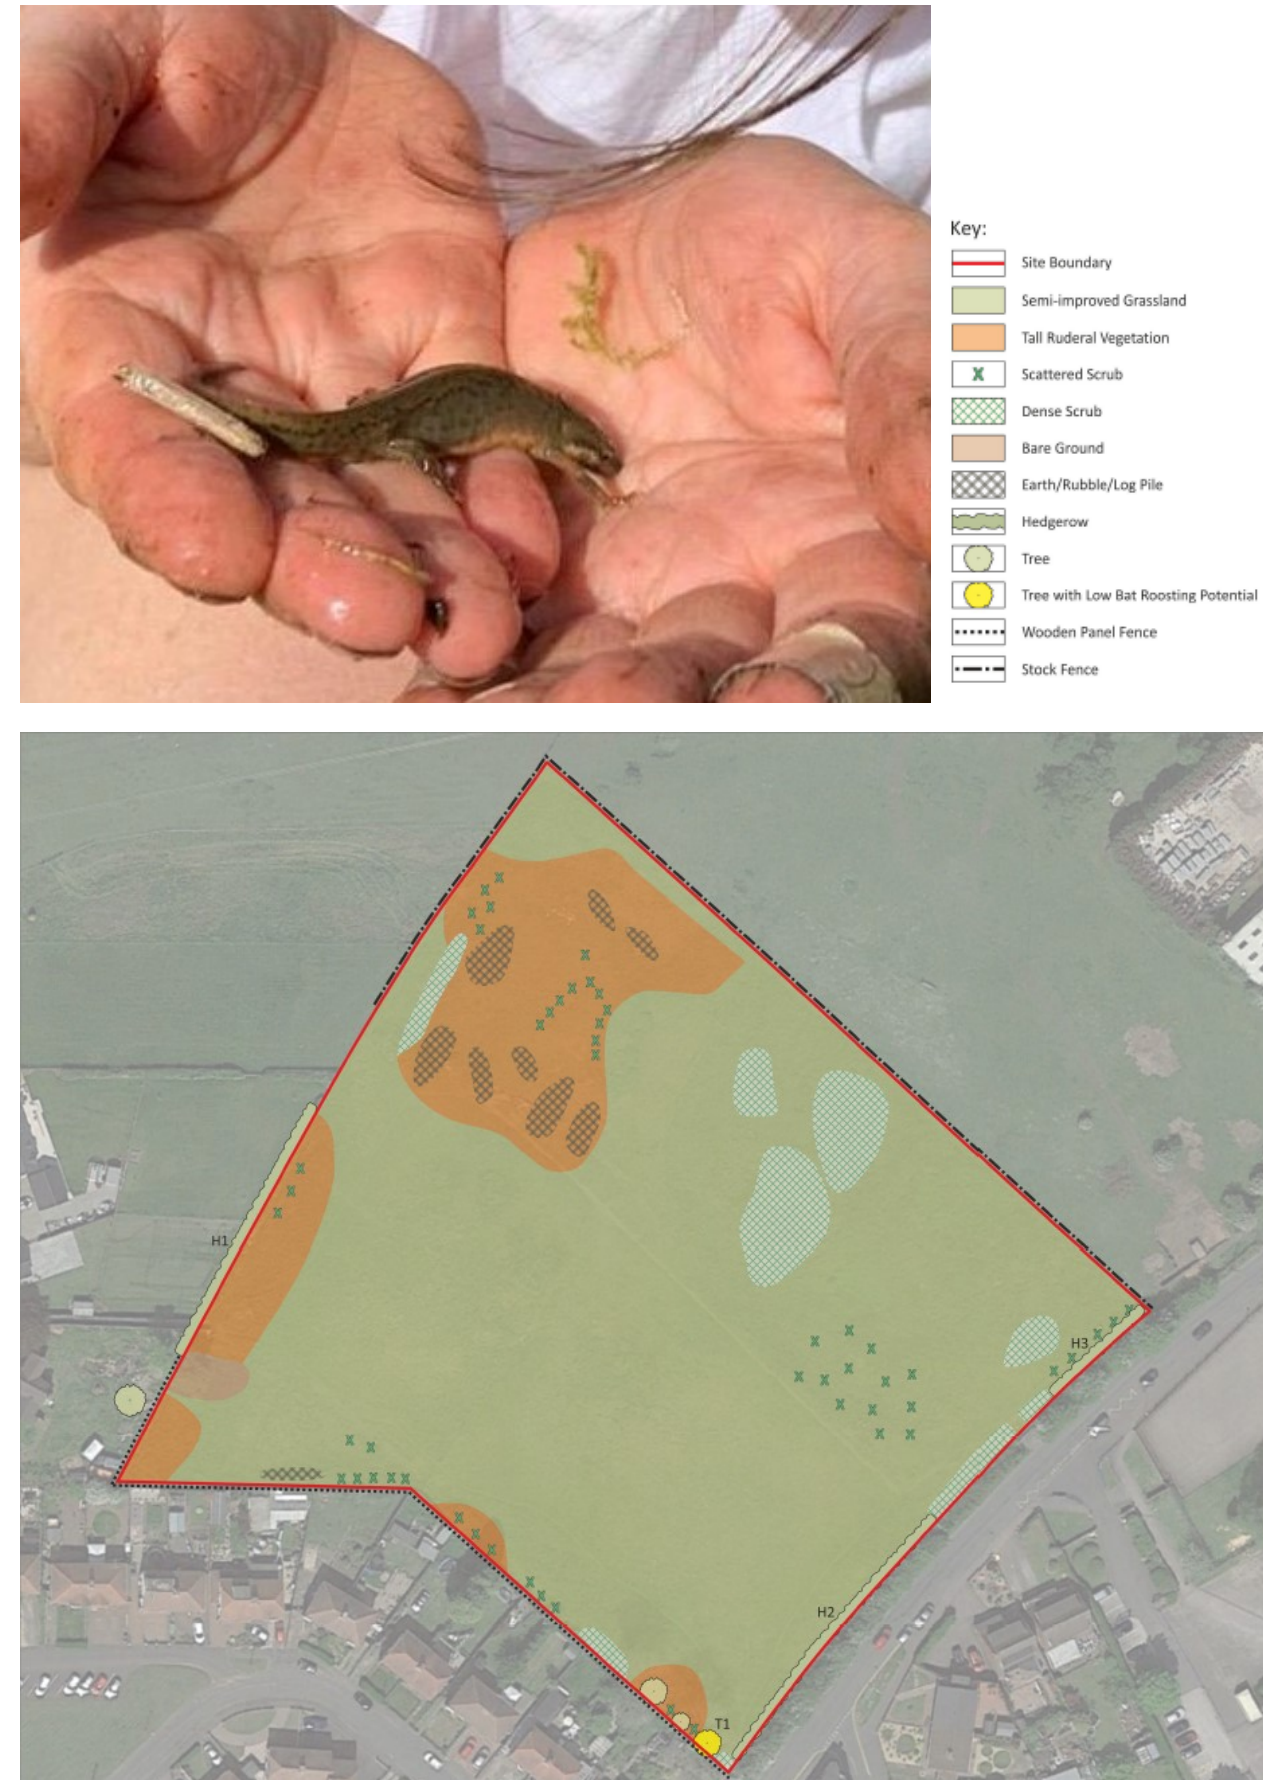 Key:
Site Boundary
Semi-improved Grassland
Tall Ruderal Vegetation
Scattered Scrub
Dense Scrub
Bare Ground
Earth/Rubble/Log Pile
Hedgerow
Tree
Tree with Low Bat Roosting Potential
Wooden Panel Fence
Stock Fence
H1
H3
H2
T1